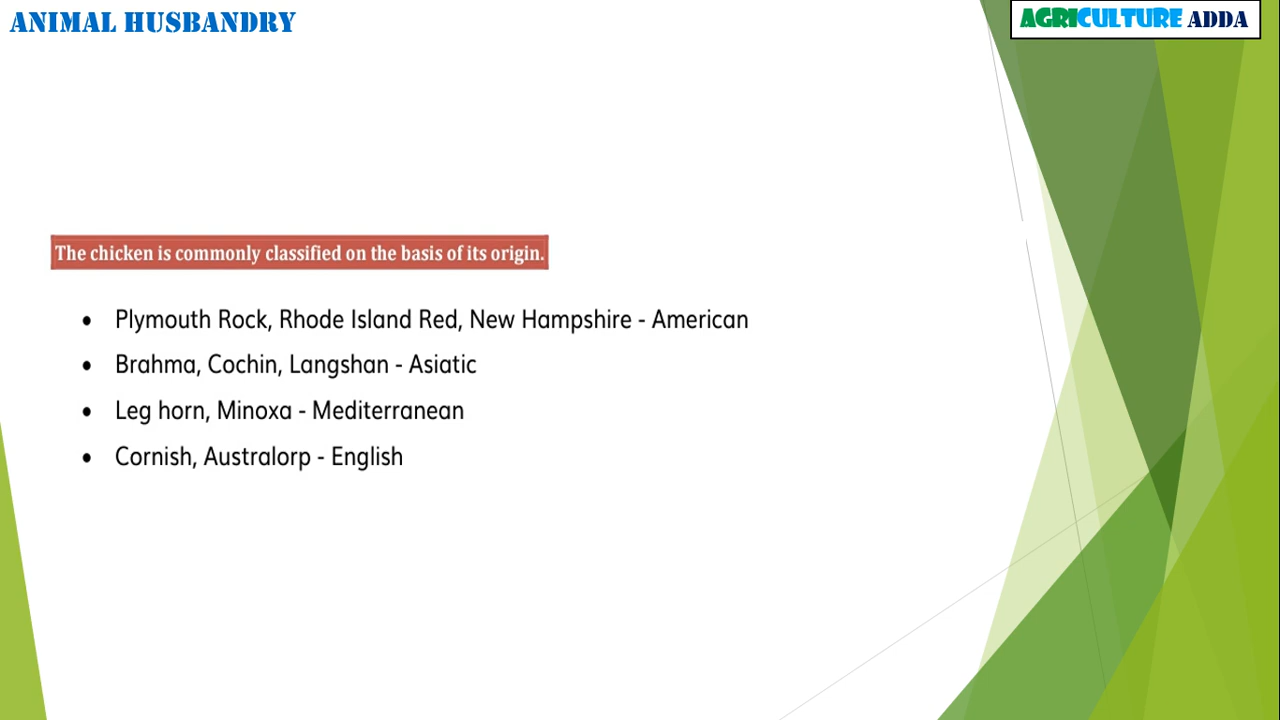 ANIMAL HUSBANDRY
AGRICULTURE ADDA
The chicken is commonly classified on the basis of its origin.
• Plymouth Rock, Rhode Island Red, New Hampshire - American
• Brahma, Cochin, Langshan - Asiatic
• Leg horn, Minoxa - Mediterranean
• Cornish, Australorp - English